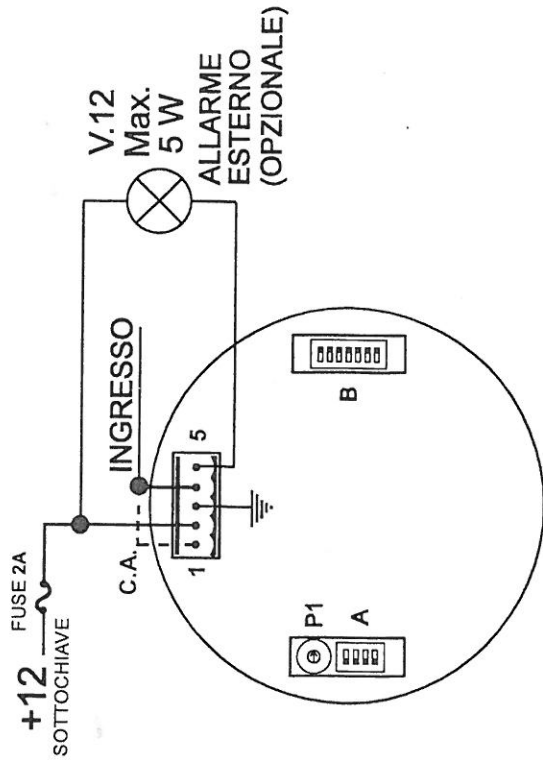 +12
FUSE 2A
SOTTOCHIAVE
C.A.
INGRESSO
1
5
V.12
Max.
5 W
ALLARME
ESTERNO
(OPZIONALE)
P1
A
B